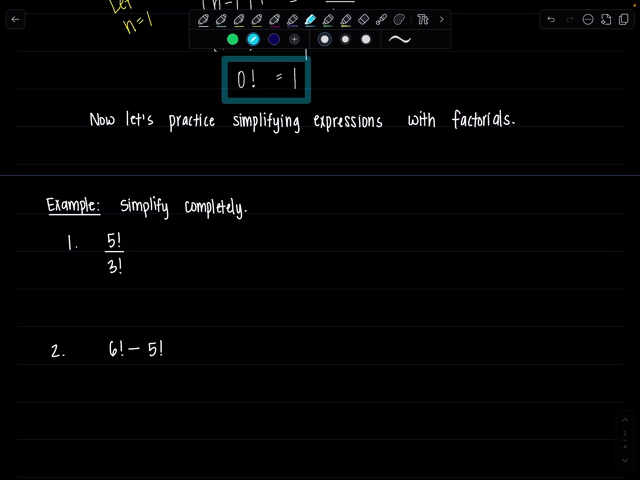 Let
n=1
0! = 1
Now let's practice simplifying expressions with factorials.
Example: Simplify completely.
1. 5!
3!
2. 6! - 5!